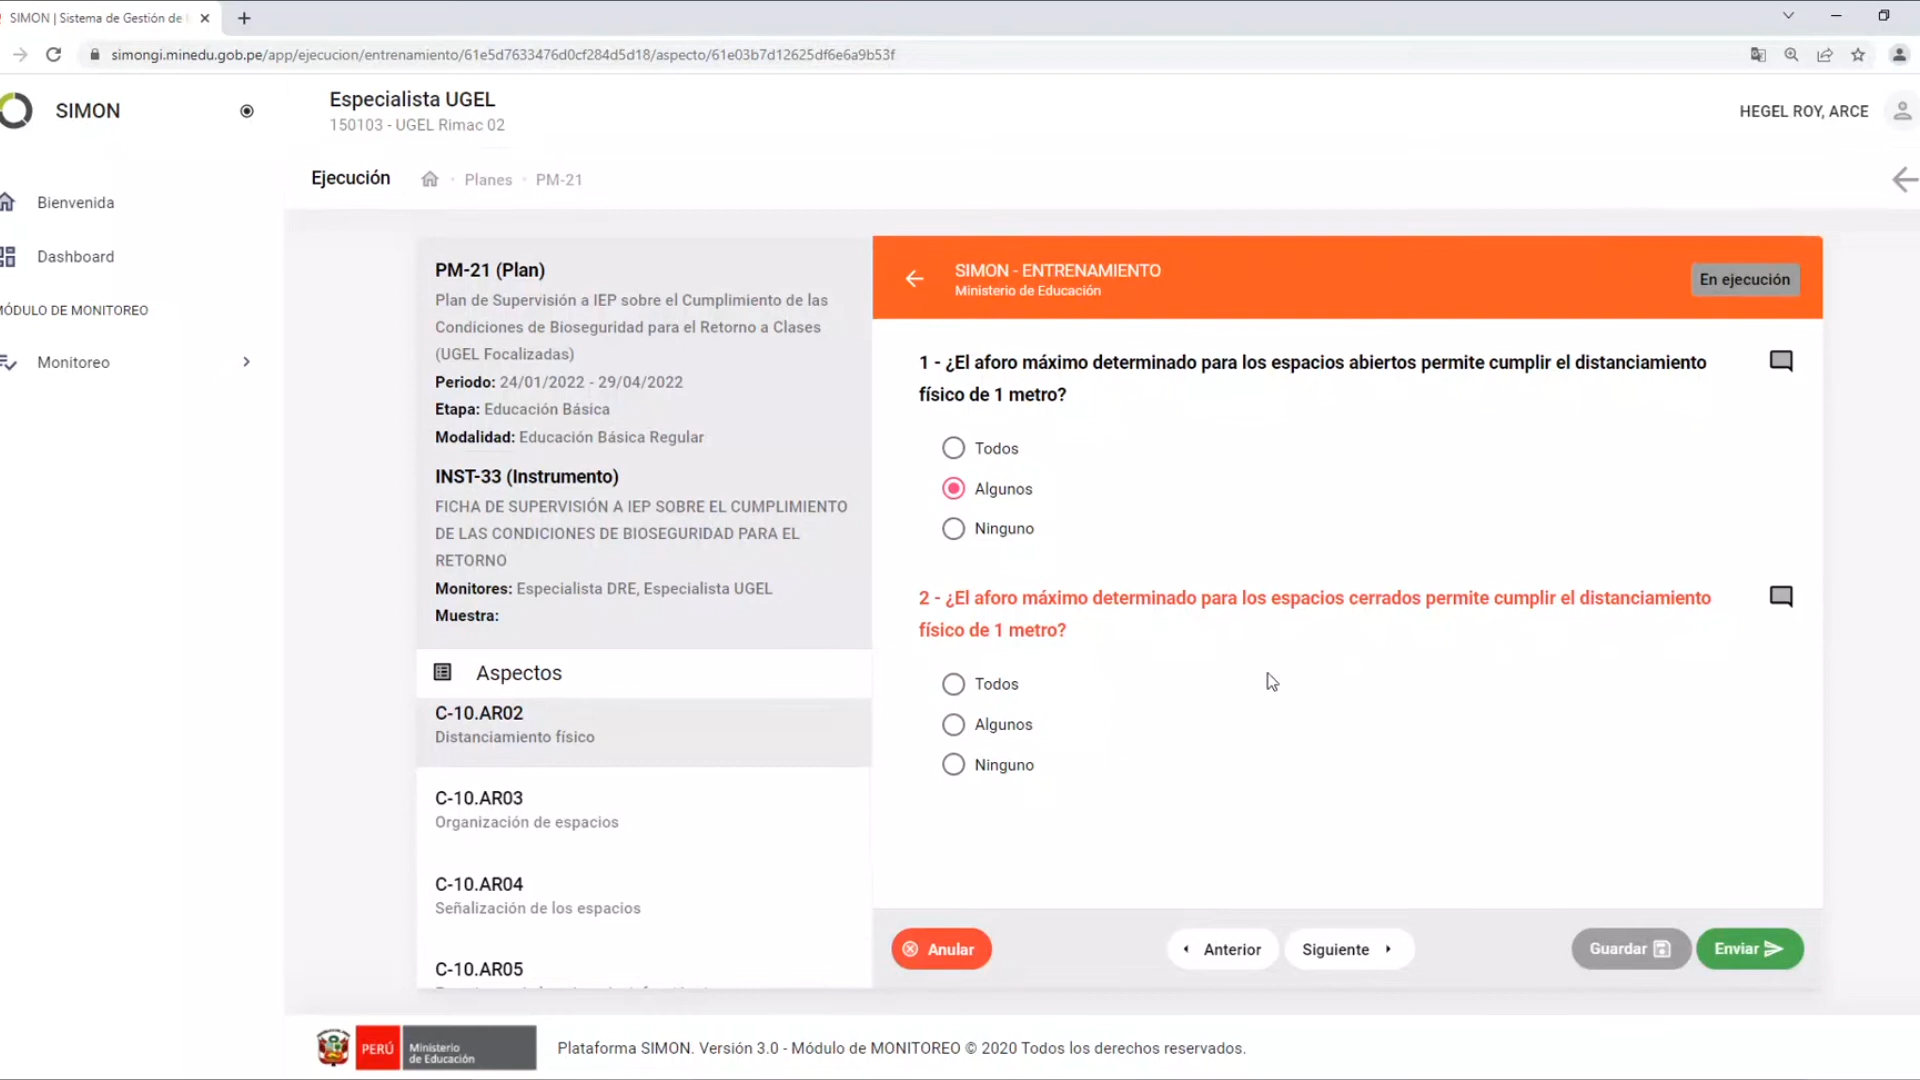 SIMON | Sistema de Gestión de
simongi.minedu.gob.pe/app/ejecucion/entrenamiento/61e5d7633476d0cf284d5d18/aspecto/61e03b7d12625df6e6a9b53f
SIMON
Especialista UGEL
150103 - UGEL Rimac 02
HEGEL ROY, ARCE
Ejecución
Planes
PM-21
Bienvenida
Dashboard
MÓDULO DE MONITOREO
Monitoreo
PM-21 (Plan)
Plan de Supervisión a IEP sobre el Cumplimiento de las
Condiciones de Bioseguridad para el Retorno a Clases
(UGEL Focalizadas)
Periodo: 24/01/2022 - 29/04/2022
Etapa: Educación Básica
Modalidad: Educación Básica Regular
INST-33 (Instrumento)
FICHA DE SUPERVISIÓN A IEP SOBRE EL CUMPLIMIENTO
DE LAS CONDICIONES DE BIOSEGURIDAD PARA EL
RETORNO
Monitores: Especialista DRE, Especialista UGEL
Muestra:
Aspectos
C-10.AR02
Distanciamiento físico
C-10.AR03
Organización de espacios
C-10.AR04
Señalización de los espacios
C-10.AR05
SIMON - ENTRENAMIENTO
Ministerio de Educación
En ejecución
1 - ¿El aforo máximo determinado para los espacios abiertos permite cumplir el distanciamiento
físico de 1 metro?
Todos
Algunos
Ninguno
2 - ¿El aforo máximo determinado para los espacios cerrados permite cumplir el distanciamiento
físico de 1 metro?
Todos
Algunos
Ninguno
Anular
Anterior
Siguiente
Guardar
Enviar
PERÚ
Ministerio
de Educación
Plataforma SIMON. Versión 3.0 - Módulo de MONITOREO © 2020 Todos los derechos reservados.